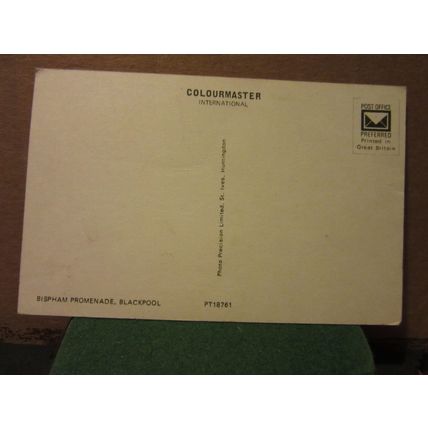 COLOURMASTER
INTERNATIONAL
POST OFFICE
PREFERRED
Printed in
Great Britain
Photo Precision Limited, St. Ives, Huntingdon
BISPHAM PROMENADE, BLACKPOOL
PT18761